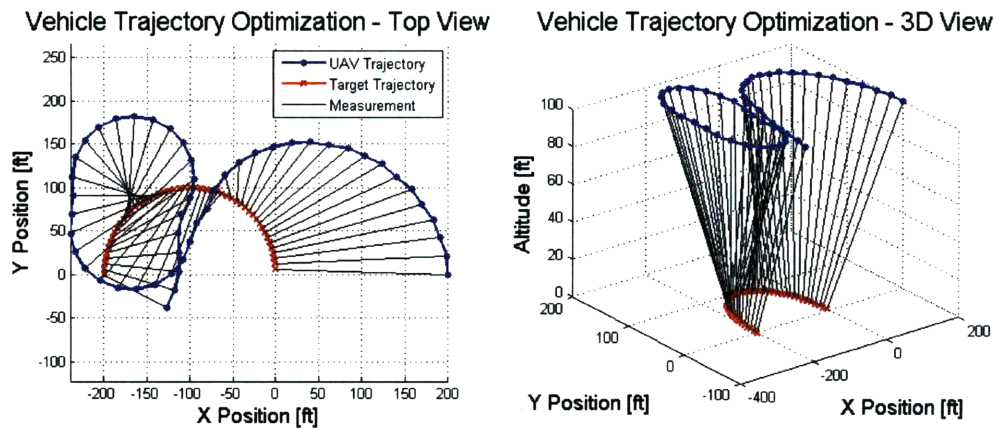 Vehicle Trajectory Optimization - Top View
250
200
150
100
50
0
-50
-100
Y Position [ft]
-200 -150 -100 -50 0 50 100 150 200
X Position [ft]
UAV Trajectory
Target Trajectory
Measurement
Vehicle Trajectory Optimization - 3D View
100
80
60
40
20
0
Altitude [ft]
200
100
0
-100
Y Position [ft]
-400
-200
0
200
X Position [ft]